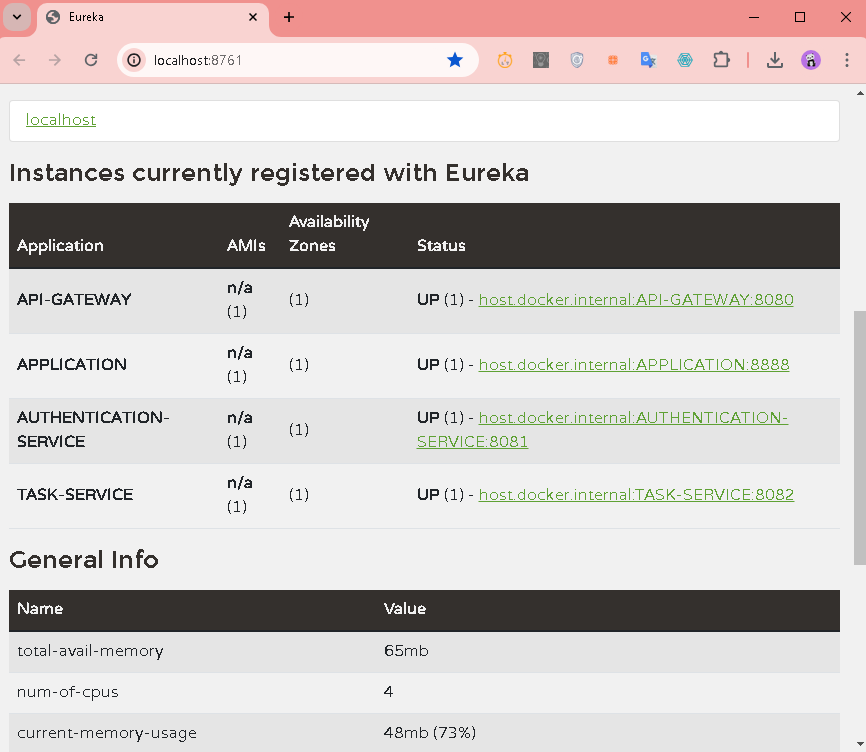 Eureka
localhost:8761
localhost
Instances currently registered with Eureka
Application AMIs Availability Zones Status
API-GATEWAY n/a (1) (1) UP (1) - host.docker.internal:API-GATEWAY:8080
APPLICATION n/a (1) (1) UP (1) - host.docker.internal:APPLICATION:8888
AUTHENTICATION-SERVICE n/a (1) (1) UP (1) - host.docker.internal:AUTHENTICATION-SERVICE:8081
TASK-SERVICE n/a (1) (1) UP (1) - host.docker.internal:TASK-SERVICE:8082
General Info
Name Value
total-avail-memory 65mb
num-of-cpus 4
current-memory-usage 48mb (73%)